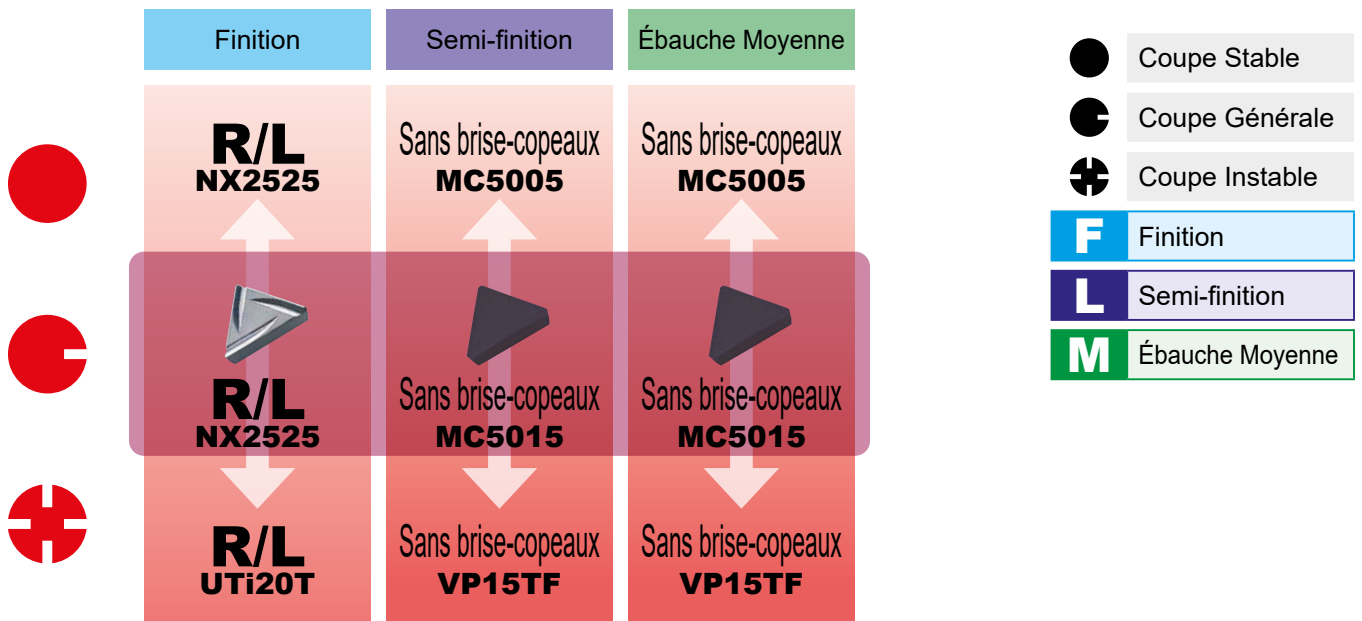 Finition
Semi-finition
Ébauche Moyenne
R/L
NX2525
Sans brise-copeaux
MC5005
Sans brise-copeaux
MC5005
R/L
NX2525
Sans brise-copeaux
MC5015
Sans brise-copeaux
MC5015
R/L
UTi20T
Sans brise-copeaux
VP15TF
Sans brise-copeaux
VP15TF
Coupe Stable
Coupe Générale
Coupe Instable
F Finition
L Semi-finition
M Ébauche Moyenne